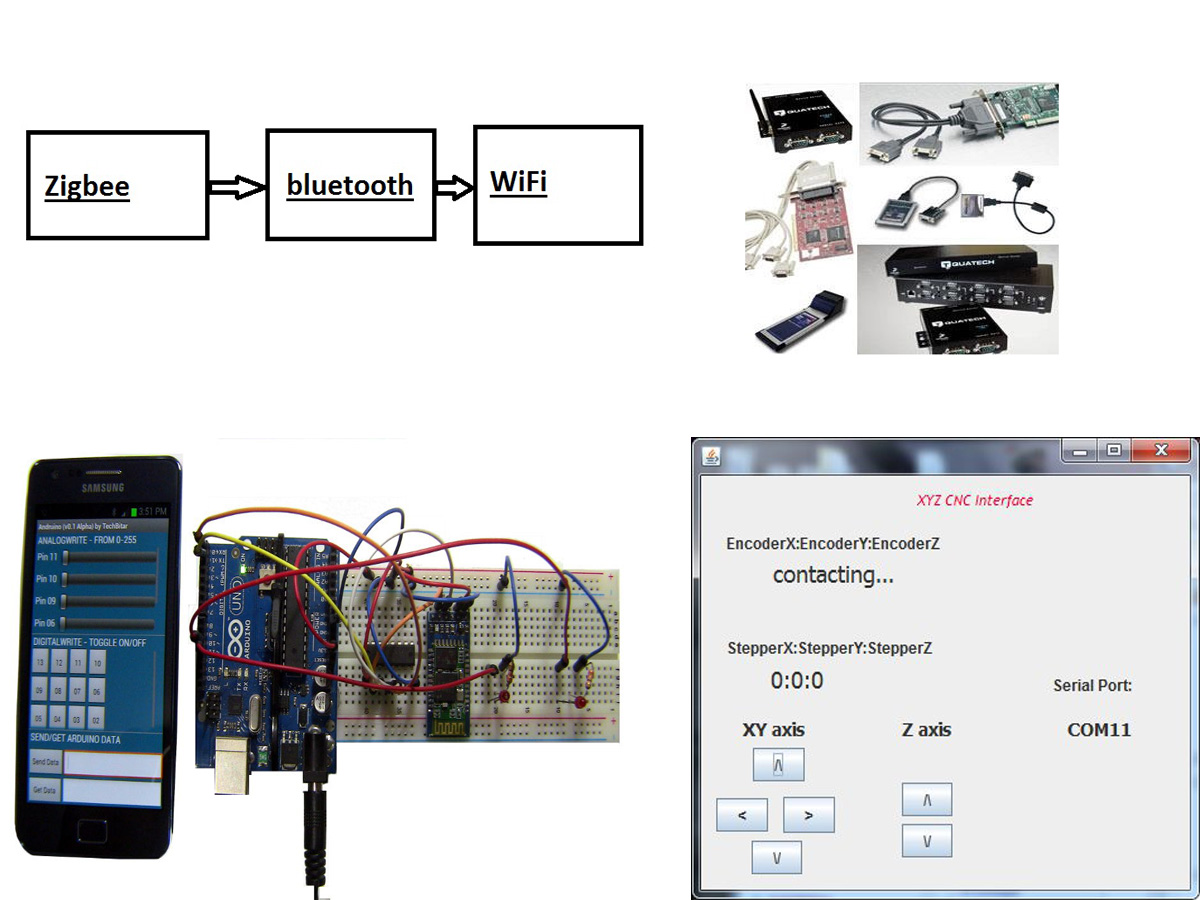 Zigbee
bluetooth
WiFi
QUATECH
QUATECH
QUATECH
SAMSUNG
3:51 PM
Andruino (v0.1 Alpha) by TechBitar
ANALOGWRITE - FROM 0-255
Pin 11
Pin 10
Pin 09
Pin 06
DIGITALWRITE - TOGGLE ON/OFF
13 12 11 10
09 08 07 06
05 04 03 02
SEND/GET ARDUINO DATA
Send Data
Get Data
UNO
ARDUINO
XYZ CNC Interface
EncoderX:EncoderY:EncoderZ
contacting...
StepperX:StepperY:StepperZ
0:0:0
Serial Port:
XY axis Z axis COM11
/\
< >
\/
/\
\/